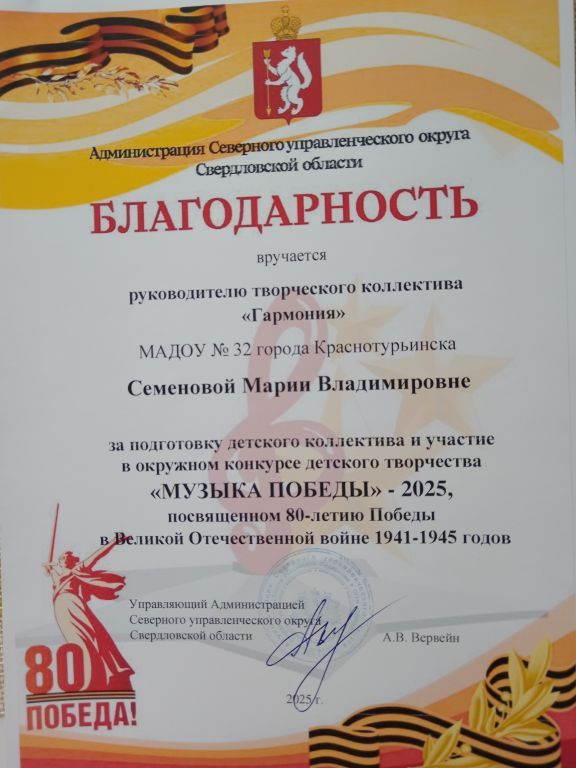 Администрация Северного управленческого округа
Свердловской области
БЛАГОДАРНОСТЬ
вручается
руководителю творческого коллектива
«Гармония»
МАДОУ № 32 города Краснотурьинска
Семеновой Марии Владимировне
за подготовку детского коллектива и участие
в окружном конкурсе детского творчества
«МУЗЫКА ПОБЕДЫ» - 2025,
посвященном 80-летию Победы
в Великой Отечественной войне 1941-1945 годов
Управляющий Администрацией
Северного управленческого округа
Свердловской области
А.В. Вервейн
2025 г.
80
ПОБЕДА!